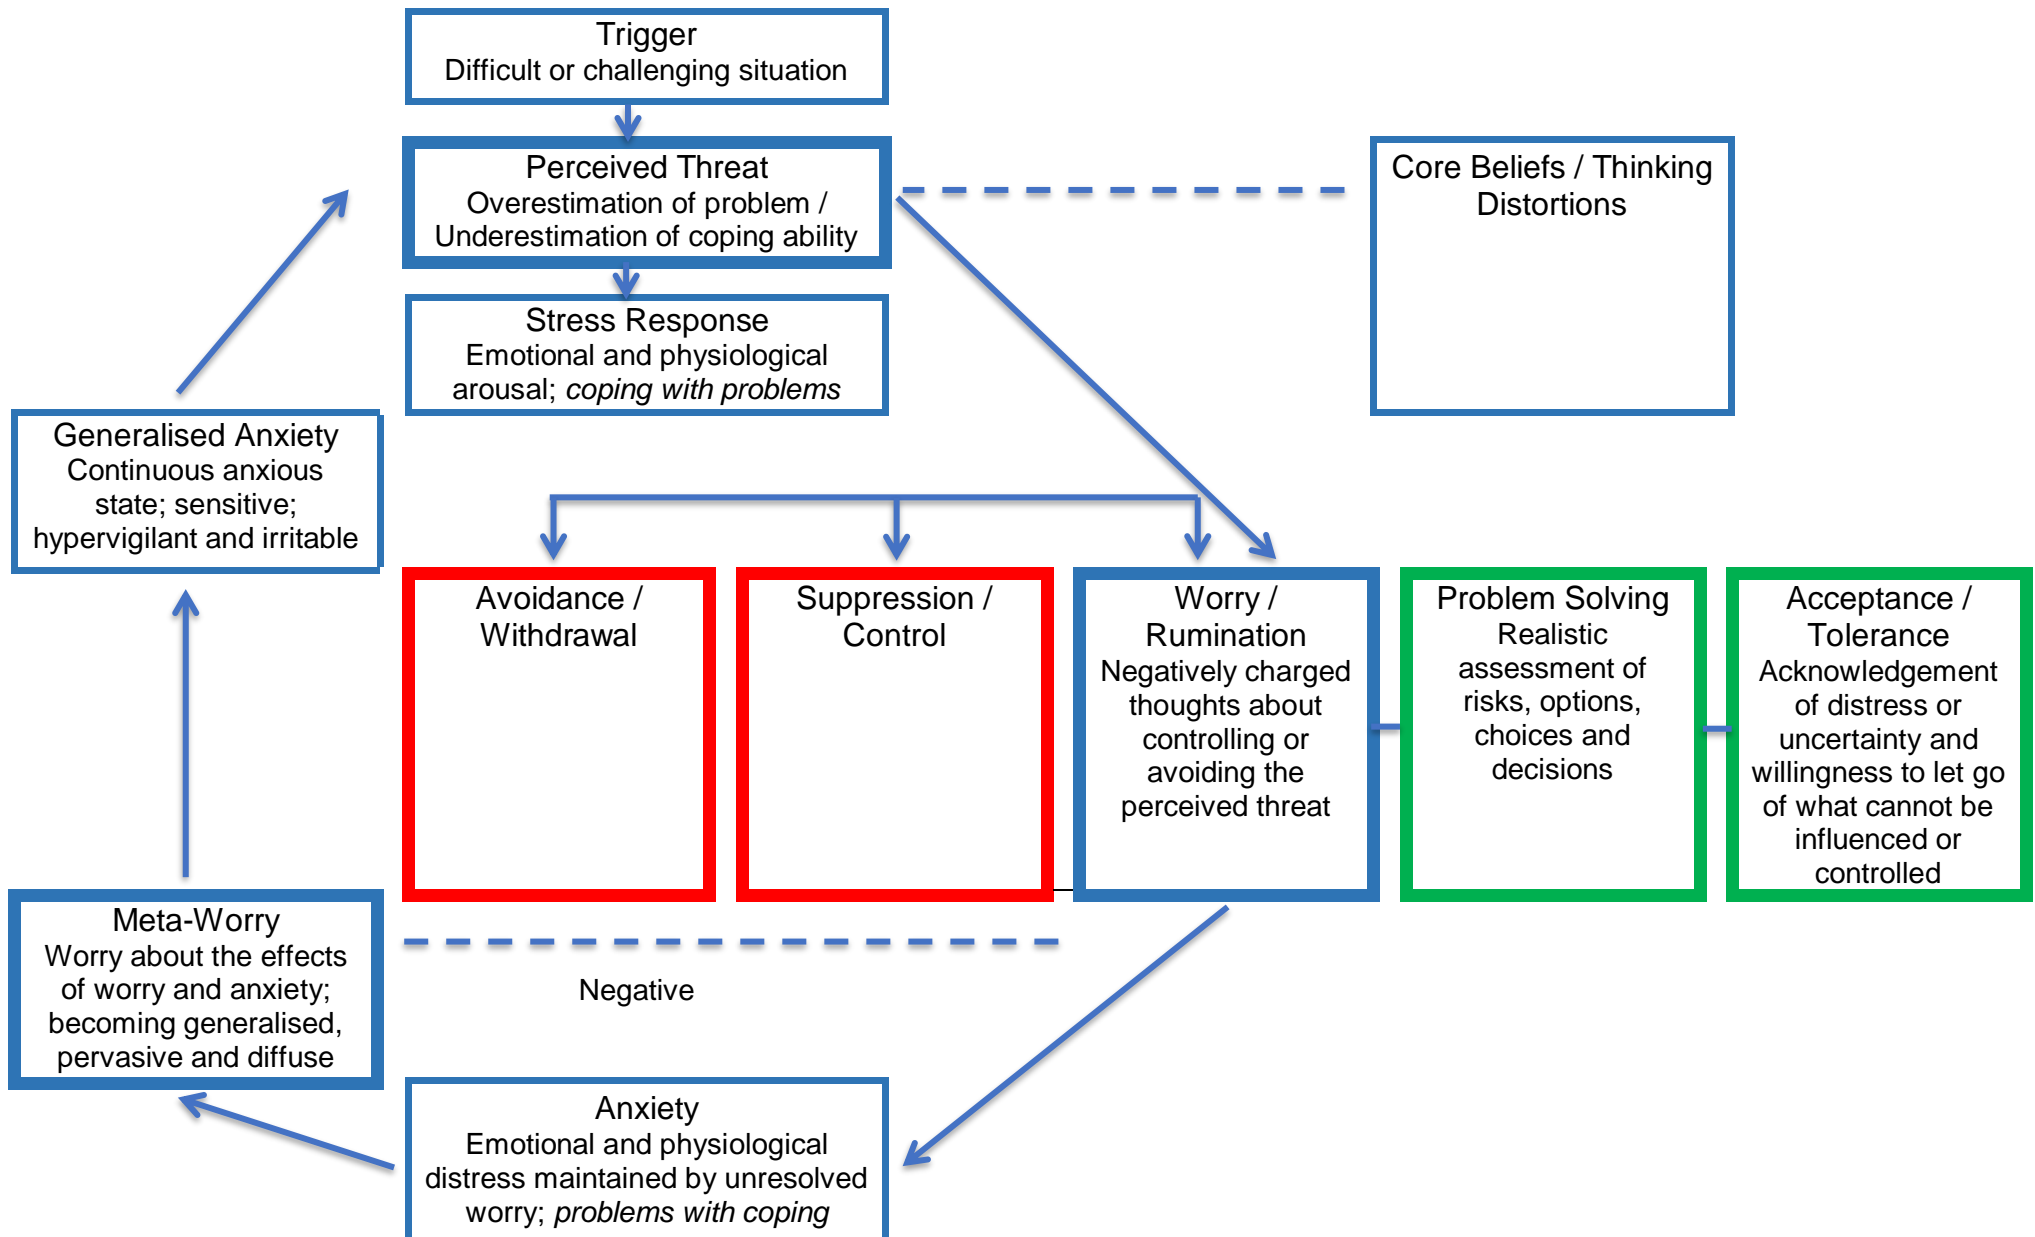 Trigger
Difficult or challenging situation
Perceived Threat
Overestimation of problem /
Underestimation of coping ability
Core Beliefs / Thinking
Distortions
Stress Response
Emotional and physiological
arousal; coping with problems
Generalised Anxiety
Continuous anxious
state; sensitive;
hypervigilant and irritable
Avoidance /
Withdrawal
Suppression /
Control
Worry /
Rumination
Negatively charged
thoughts about
controlling or
avoiding the
perceived threat
Problem Solving
Realistic
assessment of
risks, options,
choices and
decisions
Acceptance /
Tolerance
Acknowledgement
of distress or
uncertainty and
willingness to let go
of what cannot be
influenced or
controlled
Meta-Worry
Worry about the effects
of worry and anxiety;
becoming generalised,
pervasive and diffuse
Negative
Anxiety
Emotional and physiological
distress maintained by unresolved
worry; problems with coping